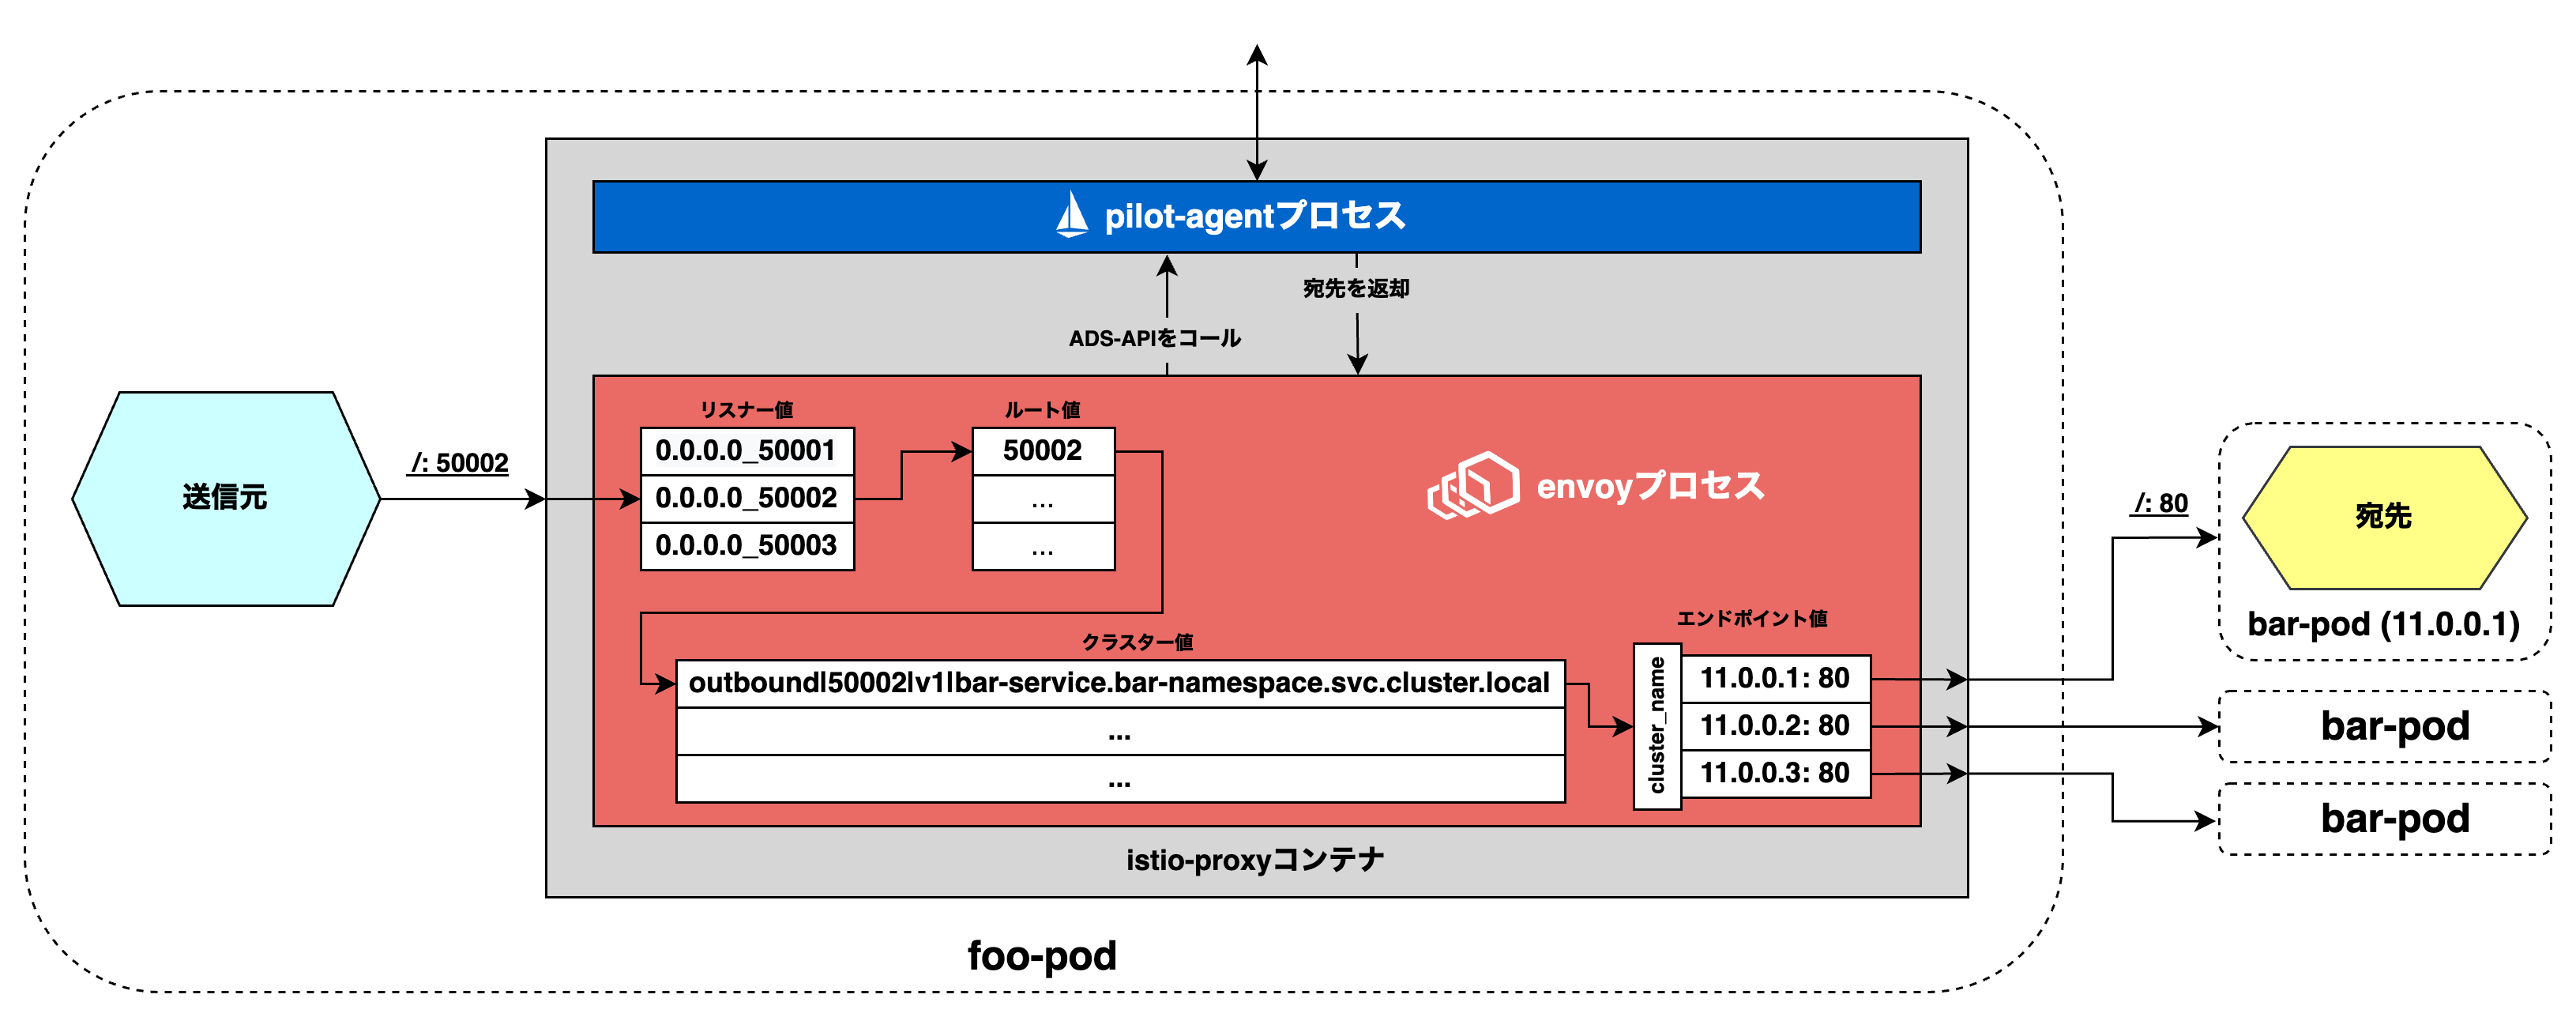 pilot-agentプロセス
宛先を返却
ADS-APIをコール
リスナー値
ルート値
0.0.0.0_50001
0.0.0.0_50002
0.0.0.0_50003
50002
...
...
envoyプロセス
送信元
/: 50002
クラスター値
outbound|50002|v1|bar-service.bar-namespace.svc.cluster.local
...
...
エンドポイント値
cluster_name
11.0.0.1: 80
11.0.0.2: 80
11.0.0.3: 80
istio-proxyコンテナ
foo-pod
/: 80
宛先
bar-pod (11.0.0.1)
bar-pod
bar-pod